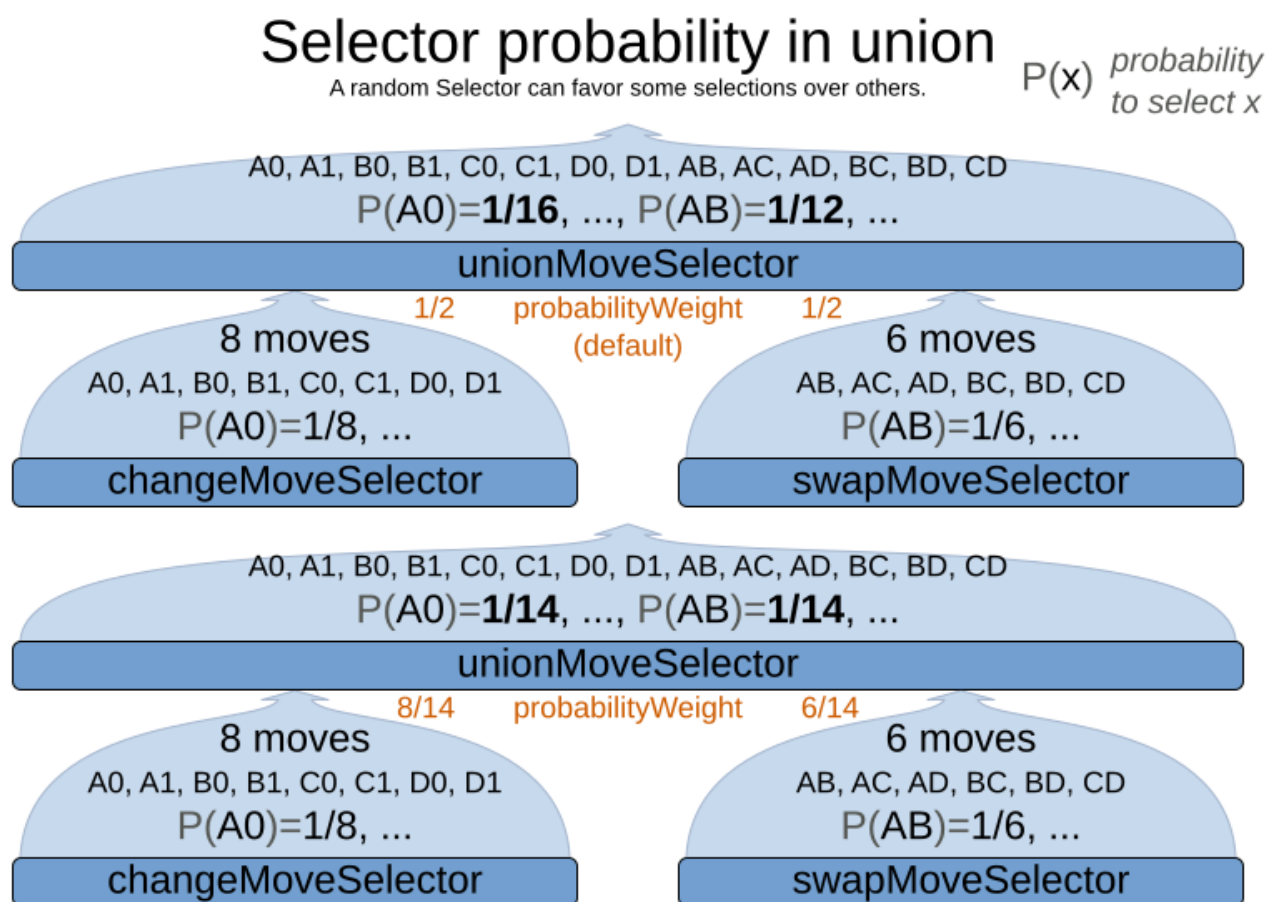 Selector probability in union
A random Selector can favor some selections over others.
P(x) probability
to select x
A0, A1, B0, B1, C0, C1, D0, D1, AB, AC, AD, BC, BD, CD
P(A0)=1/16, ..., P(AB)=1/12, ...
unionMoveSelector
1/2 probabilityWeight 1/2
(default)
8 moves
A0, A1, B0, B1, C0, C1, D0, D1
P(A0)=1/8, ...
changeMoveSelector
6 moves
AB, AC, AD, BC, BD, CD
P(AB)=1/6, ...
swapMoveSelector
A0, A1, B0, B1, C0, C1, D0, D1, AB, AC, AD, BC, BD, CD
P(A0)=1/14, ..., P(AB)=1/14, ...
unionMoveSelector
8/14 probabilityWeight 6/14
8 moves
A0, A1, B0, B1, C0, C1, D0, D1
P(A0)=1/8, ...
changeMoveSelector
6 moves
AB, AC, AD, BC, BD, CD
P(AB)=1/6, ...
swapMoveSelector